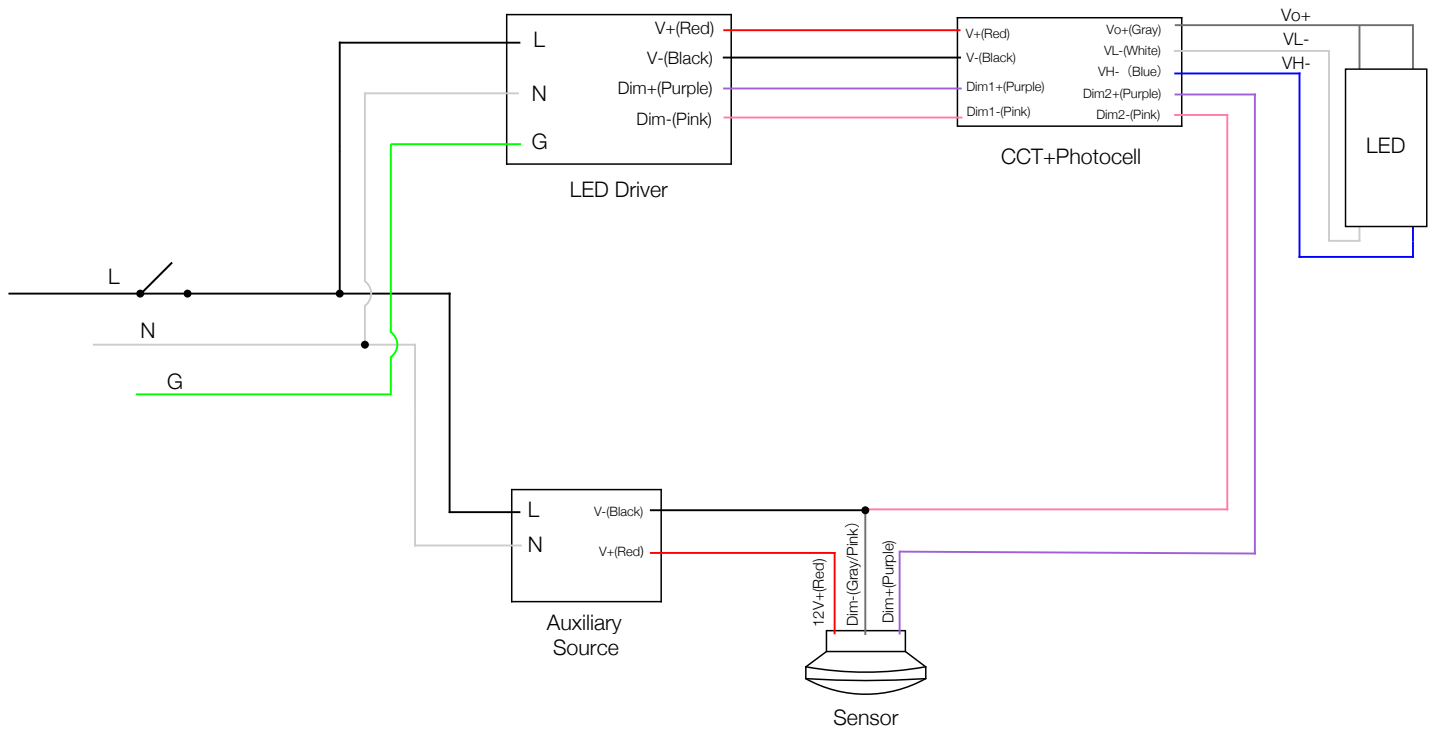 L
N
G
V+(Red)
V-(Black)
Dim+(Purple)
Dim-(Pink)
LED Driver
V+(Red)
V-(Black)
Dim1+(Purple)
Dim1-(Pink)
Vo+(Gray)
VL-(White)
VH-（Blue）
Dim2+(Purple)
Dim2-(Pink)
CCT+Photocell
Vo+
VL-
VH-
LED
L
N
G
L
N
V-(Black)
V+(Red)
Auxiliary
Source
12V+(Red)
Dim-(Gray/Pink)
Dim+(Purple)
Sensor